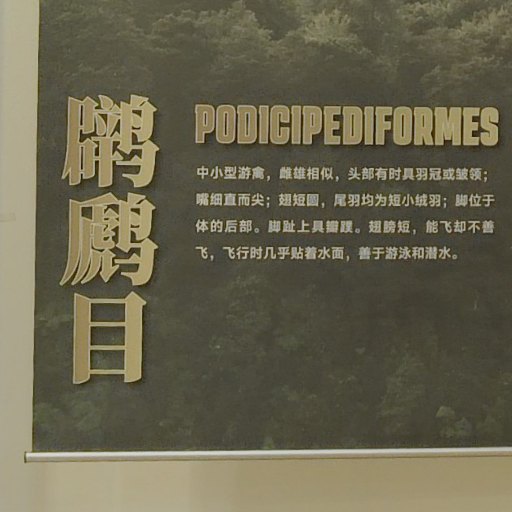 鸊鷉目
PODICIPEDIFORMES
中小型游禽，雌雄相似，头部有时具羽冠或皱领；
嘴细直而尖；翅短圆，尾羽均为短小绒羽；脚位于
体的后部。脚趾上具瓣蹼。翅膀短，能飞却不善
飞，飞行时几乎贴着水面，善于游泳和潜水。